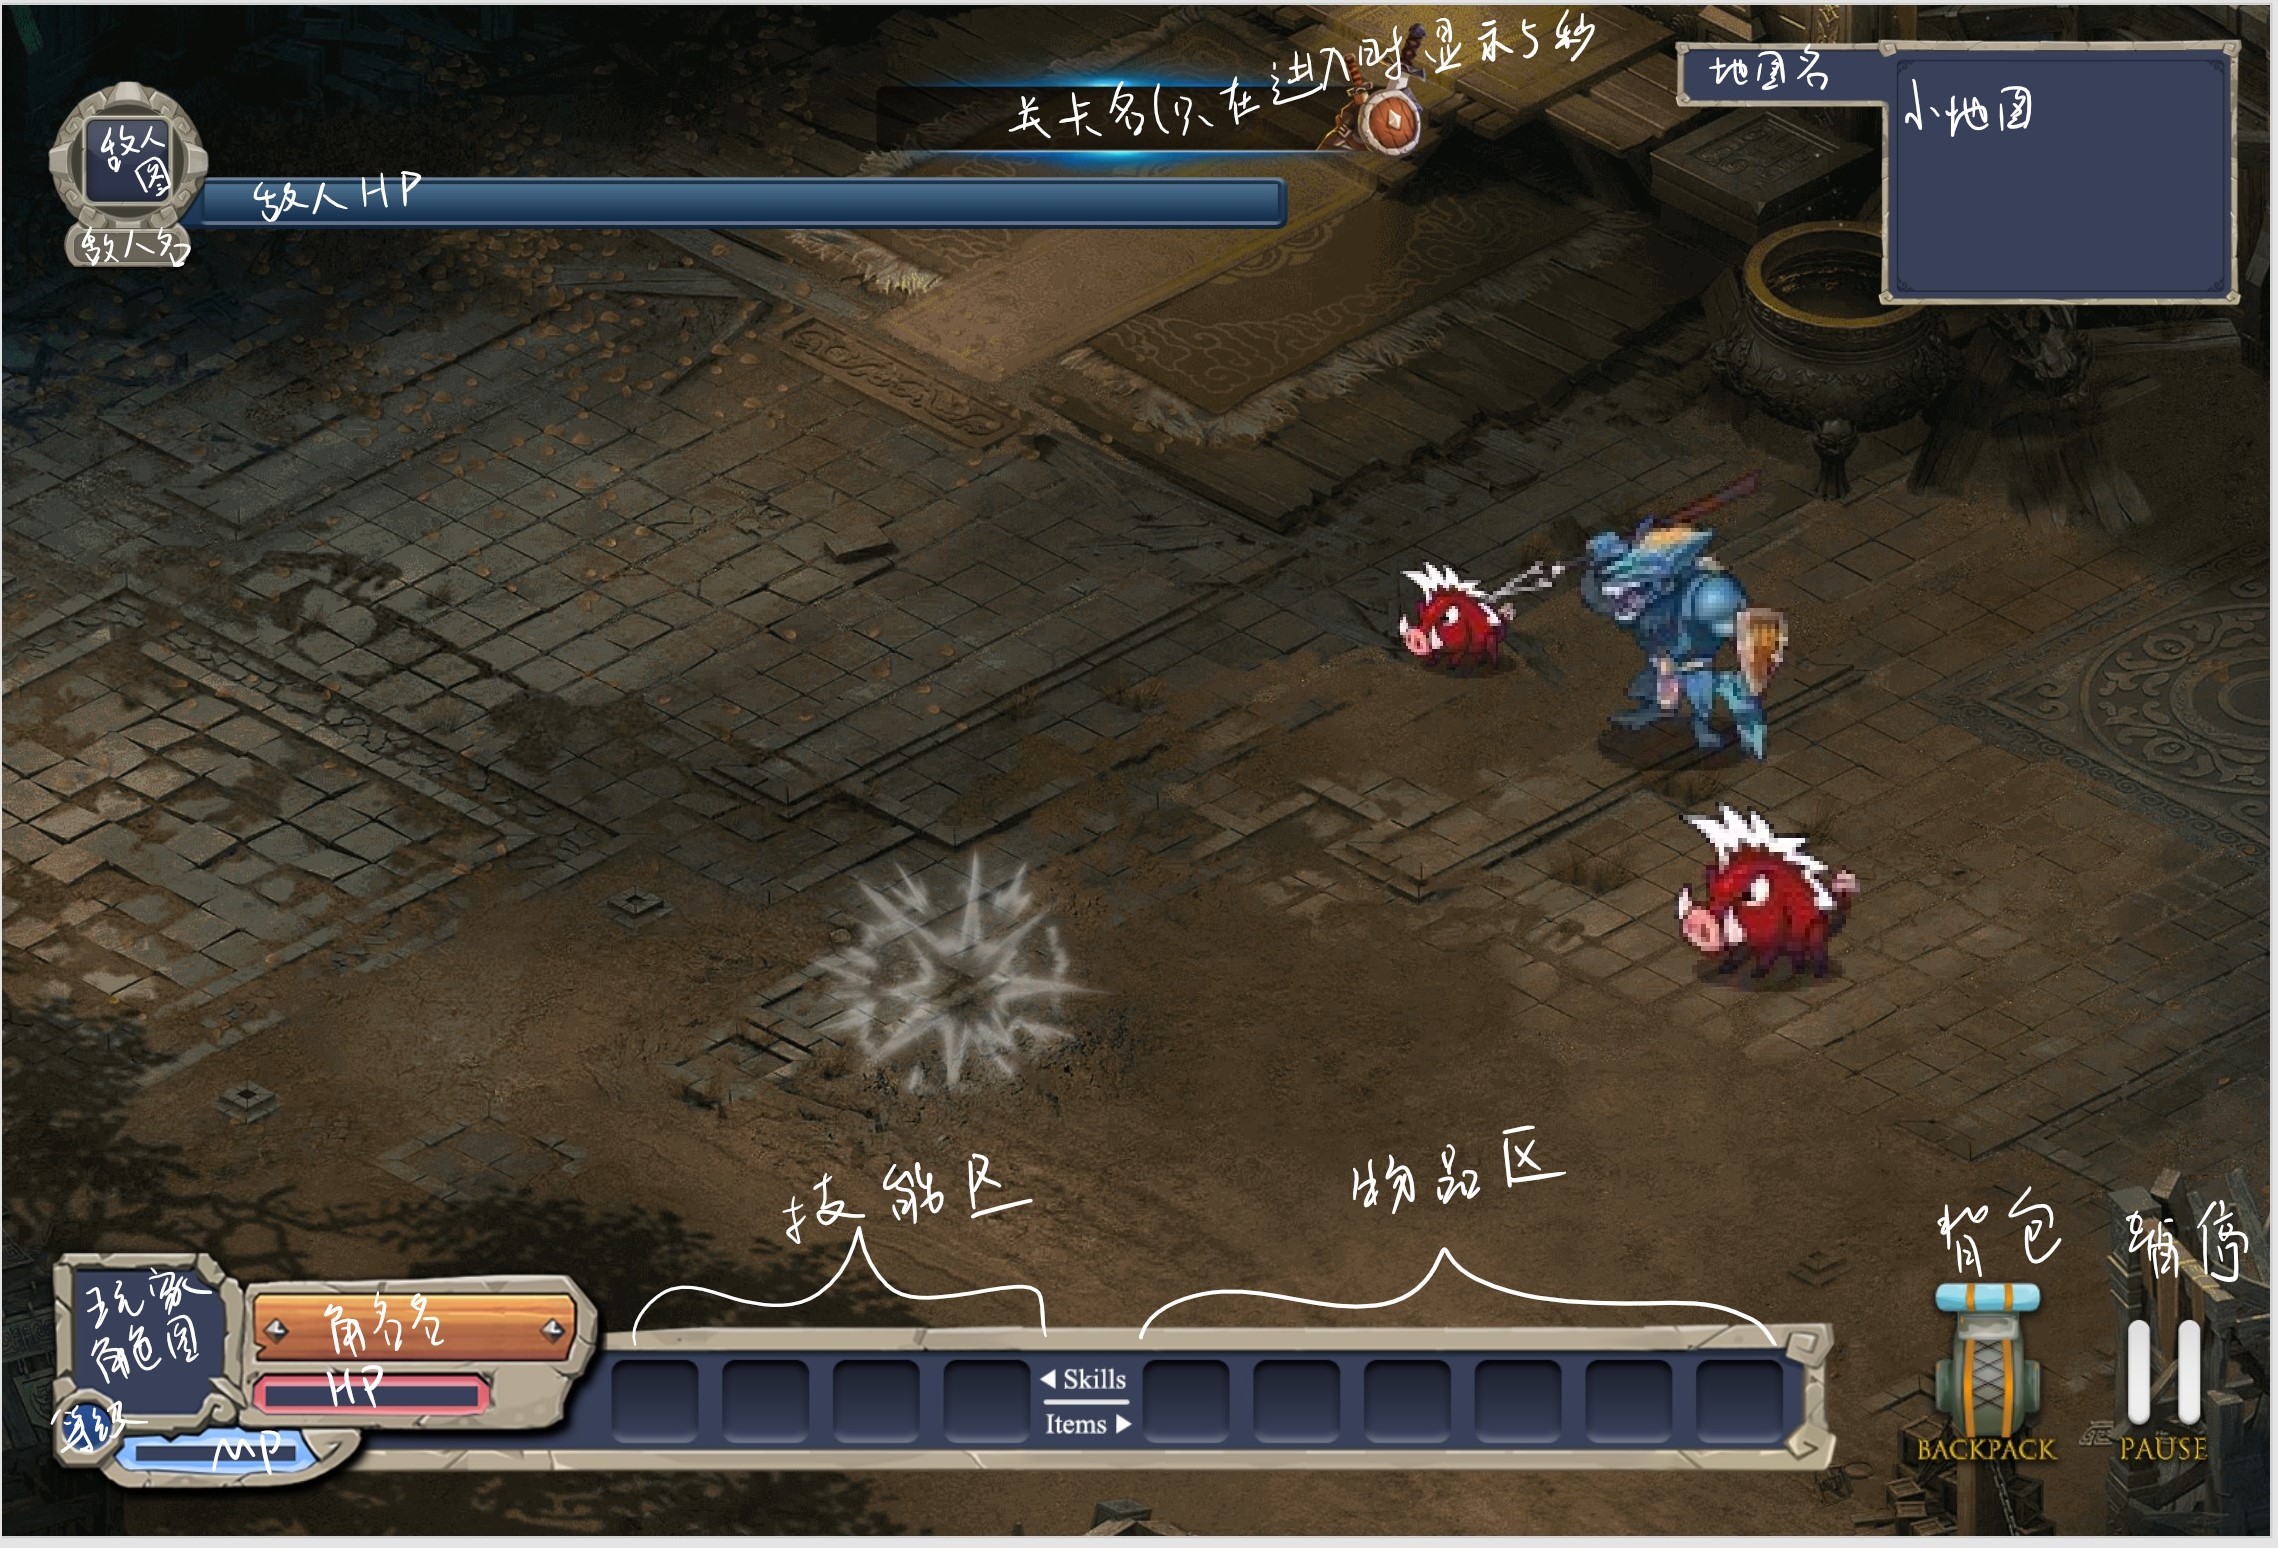 关卡名(只在进入时显示5秒
地图名
小地图
敌人
图
敌人HP
敌人名
技能区
物品区
背包
暂停
玩家
角色图
角名名
HP
等级
MP
Skills
Items
BACKPACK
PAUSE